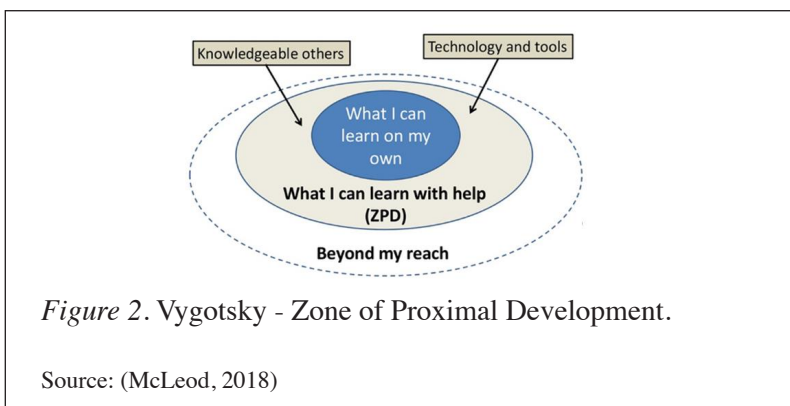 Knowledgeable others
Technology and tools
What I can
learn on my
own
What I can learn with help
(ZPD)
Beyond my reach
Figure 2. Vygotsky - Zone of Proximal Development.
Source: (McLeod, 2018)